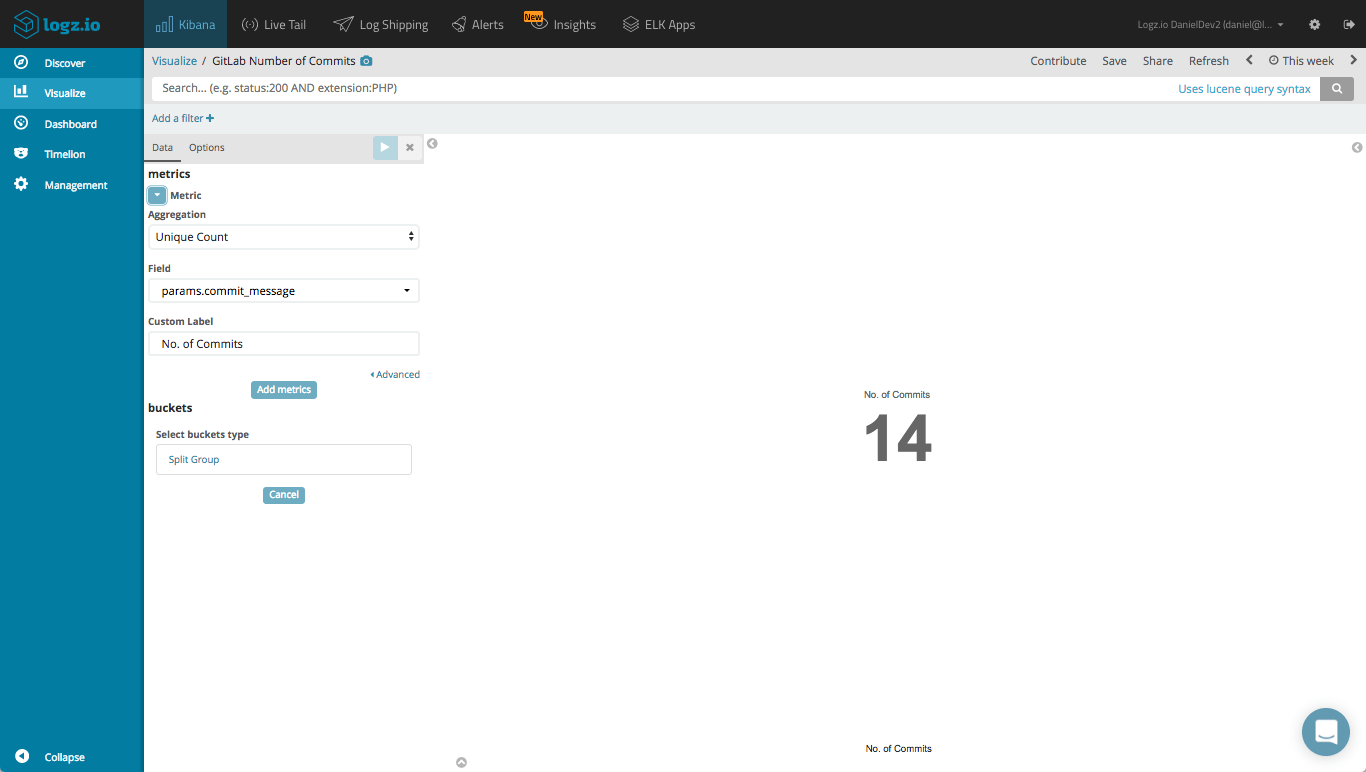 logz.io
Kibana
Live Tail
Log Shipping
Alerts
New
Insights
ELK Apps
Logz.io DanielDev2 (daniel@l...
Discover
Visualize
Dashboard
Timelion
Management
Collapse
Visualize / GitLab Number of Commits
Contribute
Save
Share
Refresh
This week
Search... (e.g. status:200 AND extension:PHP)
Uses lucene query syntax
Add a filter +
Data
Options
metrics
Metric
Aggregation
Unique Count
Field
params.commit_message
Custom Label
No. of Commits
Advanced
Add metrics
buckets
Select buckets type
Split Group
Cancel
No. of Commits
14
No. of Commits